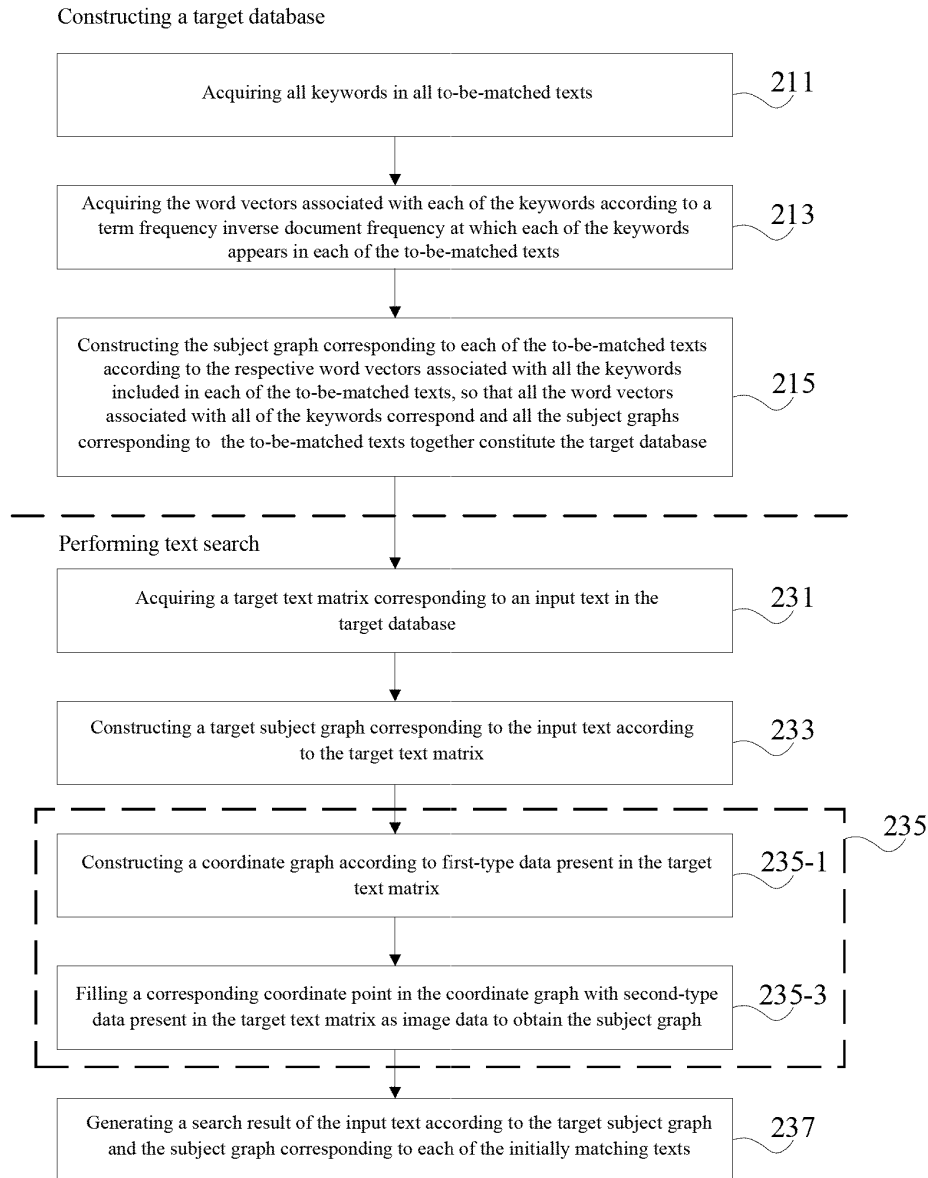 Constructing a target database
Acquiring all keywords in all to-be-matched texts
211
Acquiring the word vectors associated with each of the keywords according to a
term frequency inverse document frequency at which each of the keywords
appears in each of the to-be-matched texts
213
Constructing the subject graph corresponding to each of the to-be-matched texts
according to the respective word vectors associated with all the keywords
included in each of the to-be-matched texts, so that all the word vectors
associated with all of the keywords correspond and all the subject graphs
corresponding to the to-be-matched texts together constitute the target database
215
Performing text search
Acquiring a target text matrix corresponding to an input text in the
target database
231
Constructing a target subject graph corresponding to the input text according
to the target text matrix
233
235
Constructing a coordinate graph according to first-type data present in the target
text matrix
235-1
Filling a corresponding coordinate point in the coordinate graph with second-type
data present in the target text matrix as image data to obtain the subject graph
235-3
Generating a search result of the input text according to the target subject graph
and the subject graph corresponding to each of the initially matching texts
237